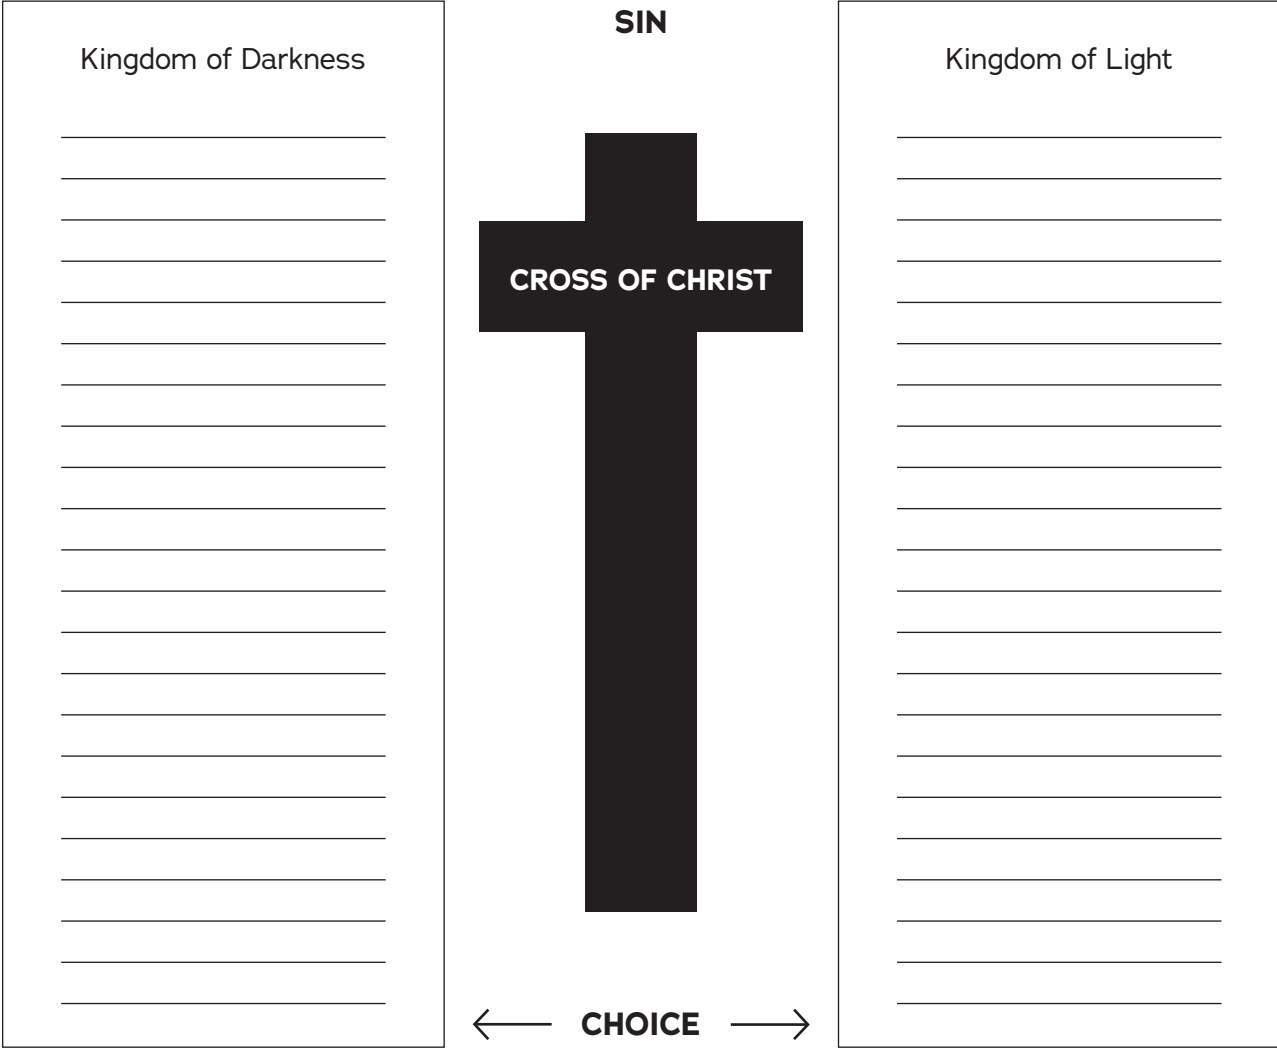 Kingdom of Darkness
SIN
CROSS OF CHRIST
CHOICE
Kingdom of Light